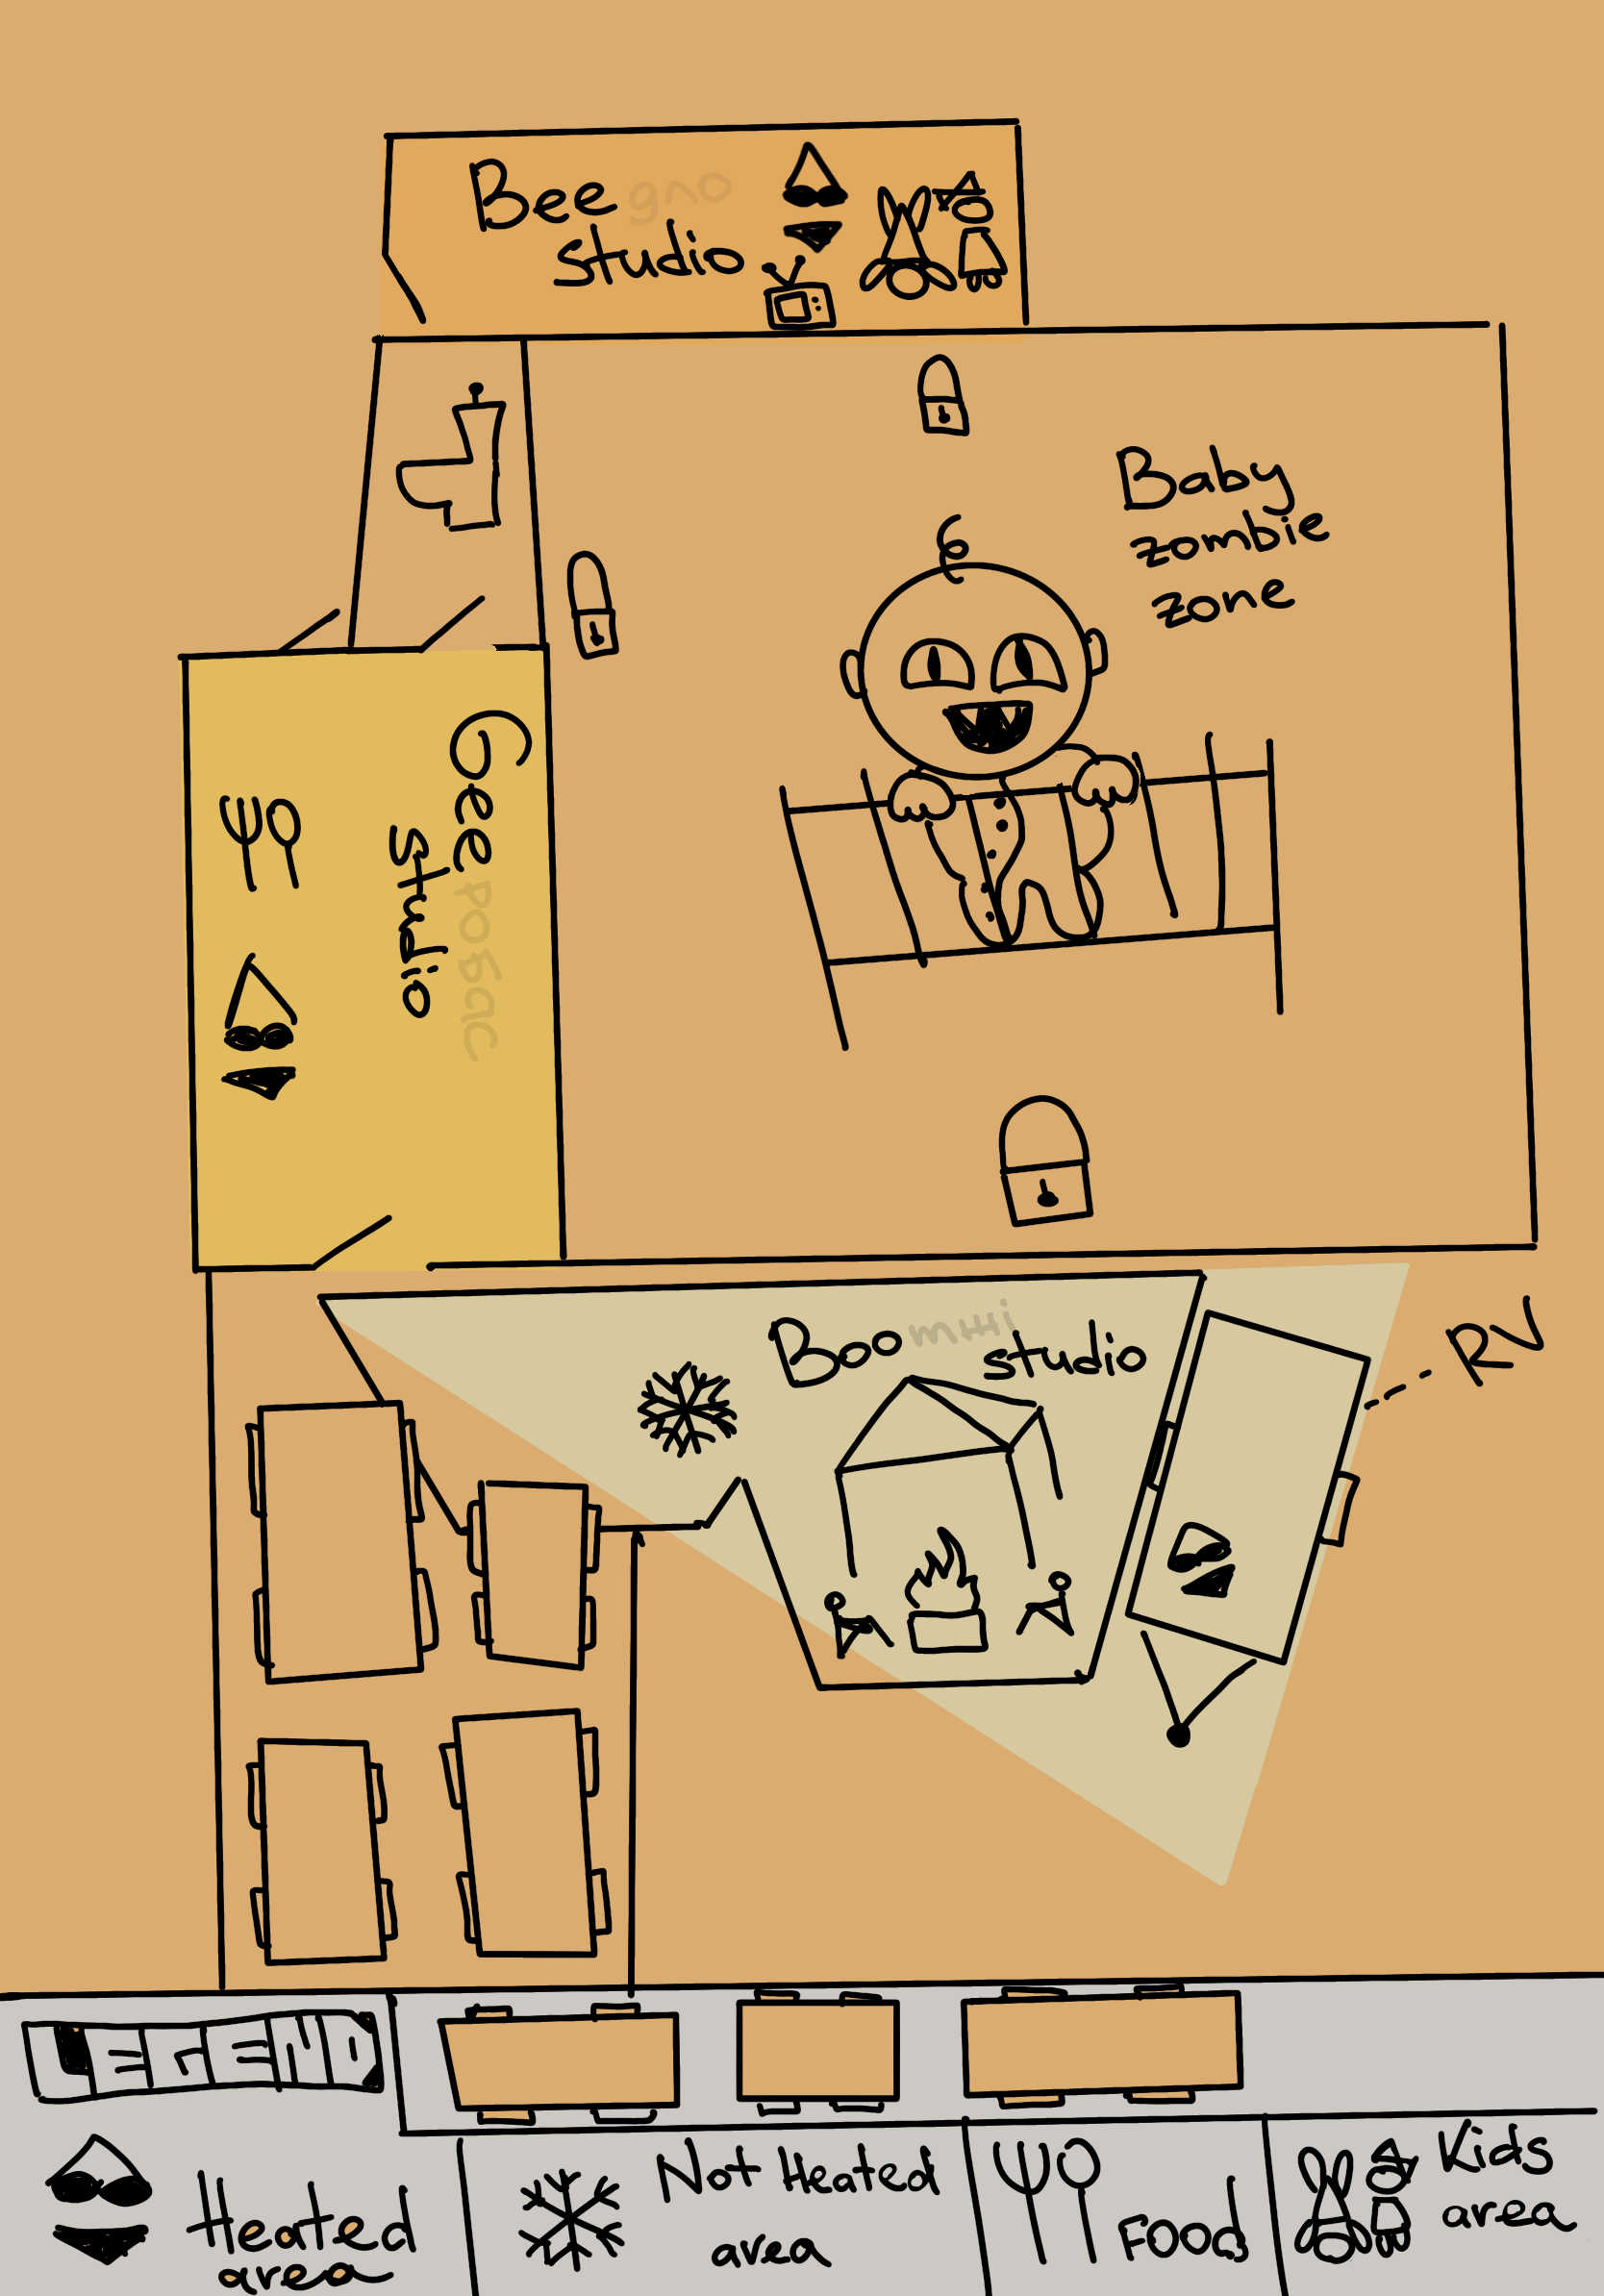 Bee
studio
Baby
zombie
zone
Gee
studio
Boo
studio
RV
LEGEND
Heated
area
Not Heated
area
FOOd
Kids
area